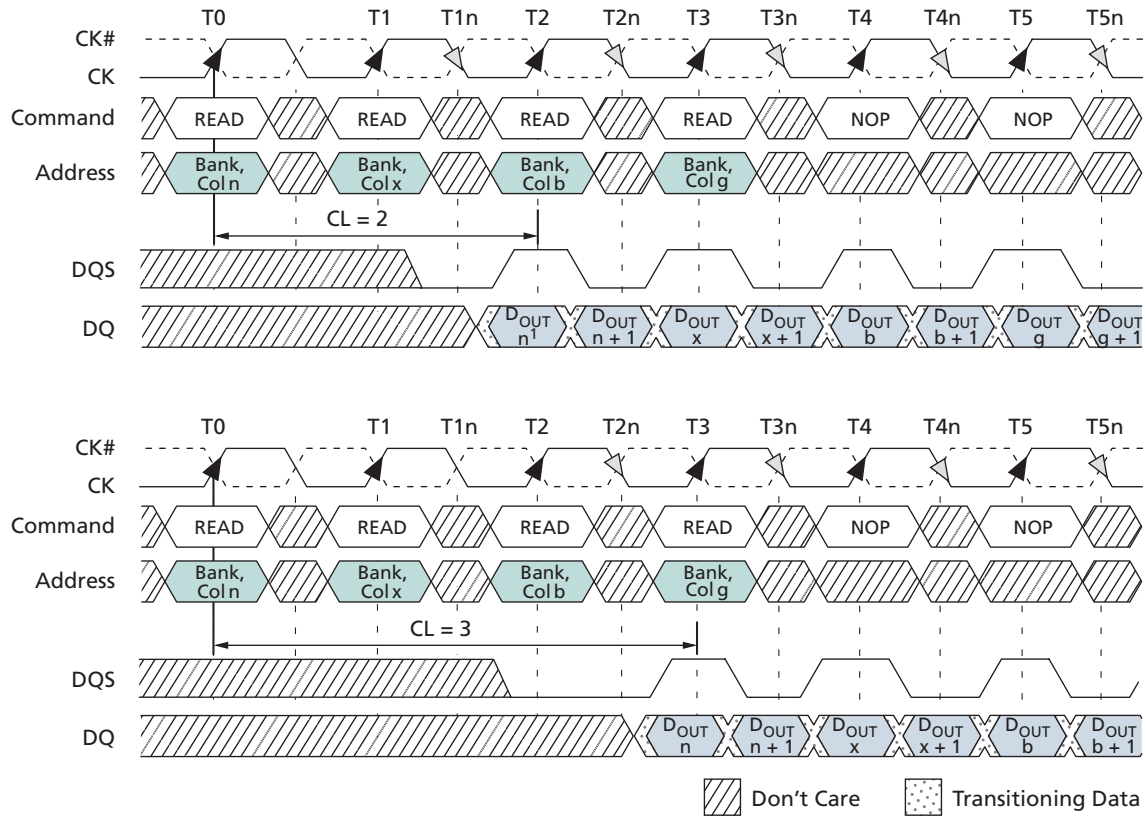 T0 T1 T1n T2 T2n T3 T3n T4 T4n T5 T5n
CK#
CK
Command READ READ READ READ NOP NOP
Address Bank, Col n Bank, Col x Bank, Col b Bank, Col g
CL = 2
DQS
DQ DOUT n1 DOUT n + 1 DOUT x DOUT x + 1 DOUT b DOUT b + 1 DOUT g DOUT g + 1
T0 T1 T1n T2 T2n T3 T3n T4 T4n T5 T5n
CK#
CK
Command READ READ READ READ NOP NOP
Address Bank, Col n Bank, Col x Bank, Col b Bank, Col g
CL = 3
DQS
DQ DOUT n DOUT n + 1 DOUT x DOUT x + 1 DOUT b DOUT b + 1
Don't Care Transitioning Data